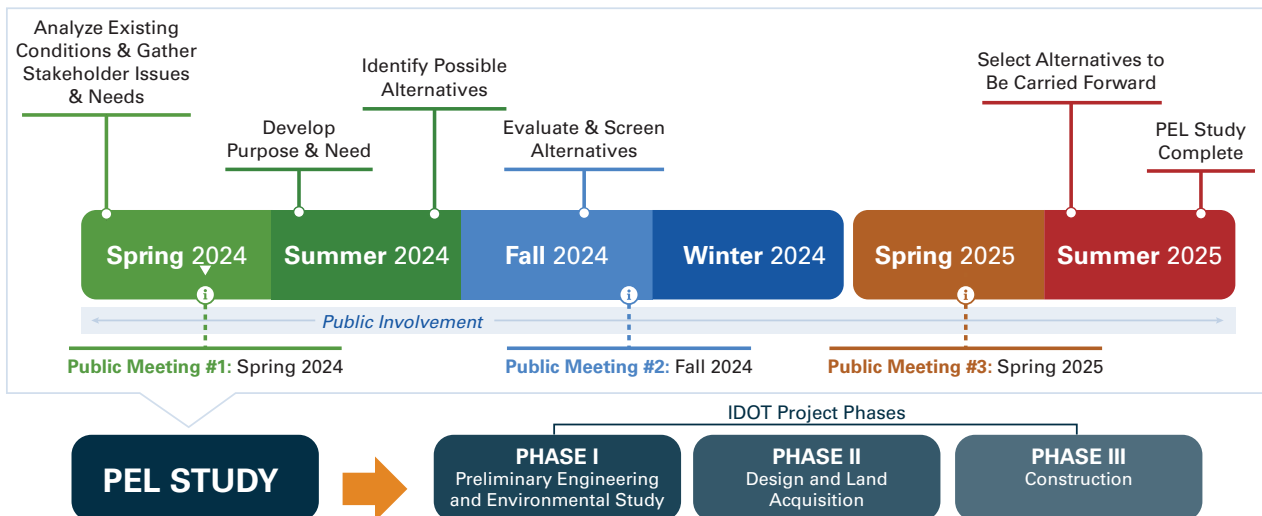 Analyze Existing
Conditions & Gather
Stakeholder Issues
& Needs
Develop
Purpose & Need
Identify Possible
Alternatives
Evaluate & Screen
Alternatives
Select Alternatives to
Be Carried Forward
PEL Study
Complete
Spring 2024
Summer 2024
Fall 2024
Winter 2024
Spring 2025
Summer 2025
i
i
i
Public Involvement
Public Meeting #1: Spring 2024
Public Meeting #2: Fall 2024
Public Meeting #3: Spring 2025
IDOT Project Phases
PEL STUDY
PHASE I
Preliminary Engineering
and Environmental Study
PHASE II
Design and Land
Acquisition
PHASE III
Construction